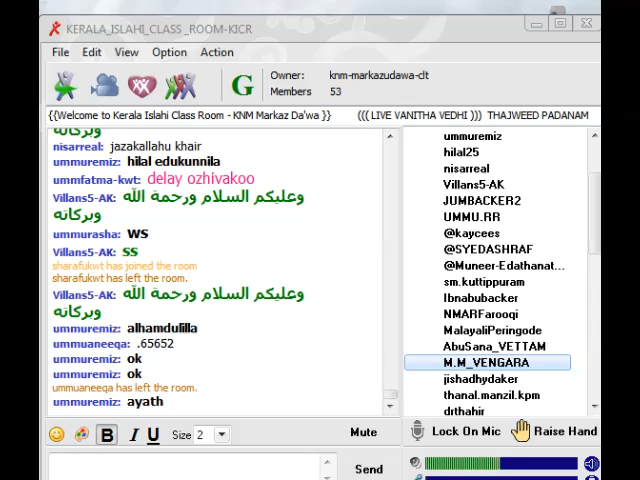 KERALA_ISLAHI_CLASS _ROOM-KICR
File Edit View Option Action
G
Owner: knm-markazudawa-clt
Members 53
{{Welcome to Kerala Islahi Class Room - KNM Markaz Da'wa }} ((( LIVE VANITHA VEDHI ))) THAJWEED PADANAM
وبركاته
nisarreal: jazakallahu khair
ummuremiz: hilal edukunnila
ummfatma-kwt: delay ozhivakoo
Villans5-AK: وعليكم السلام ورحمة الله
وبركاته
ummurasha: ws
Villans5-AK: ss
sharafukwt has joined the room
sharafukwt has left the room.
Villans5-AK: وعليكم السلام ورحمة الله
وبركاته
ummuremiz: alhamdulilla
ummuaneeqa: .65652
ummuremiz: ok
ummuremiz: ok
ummuaneeqa has left the room.
ummuremiz: ayath
ummuremiz
hilal25
nisarreal
Villans5-AK
JUMBACKER2
UMMU.RR
@kaycees
@SYEDASHRAF
@Muneer-Edathanat...
sm.kuttippuram
Ibnabubacker
NMARFarooqi
MalayaliPeringode
AbuSana_VETTAM
M.M_VENGARA
jishadhydaker
thanal.manzil.kpm
drthahir
B I U Size 2 Mute
Lock On Mic Raise Hand
Send